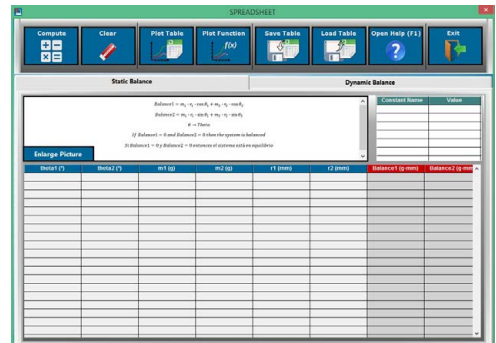 SPREADSHEET
Compute
Clear
Plot Table
Plot Function
f(x)
Save Table
Load Table
Open Help (F1)
?
Exit
Static Balance
Dynamic Balance
Balance1 = m₁ · r₁ · cos θ₁ + m₂ · r₂ · cos θ₂
Balance2 = m₁ · r₁ · sin θ₁ + m₂ · r₂ · sin θ₂
θ → Theta
If Balance1 = 0 and Balance2 = 0 then the system is balanced
Si Balance1 = 0 y Balance2 = 0 entonces el sistema está en equilibrio
Enlarge Picture
Constant Name Value
theta1 (°) theta2 (°) m1 (g) m2 (g) r1 (mm) r2 (mm) Balance1 (g·mm) Balance2 (g·mm